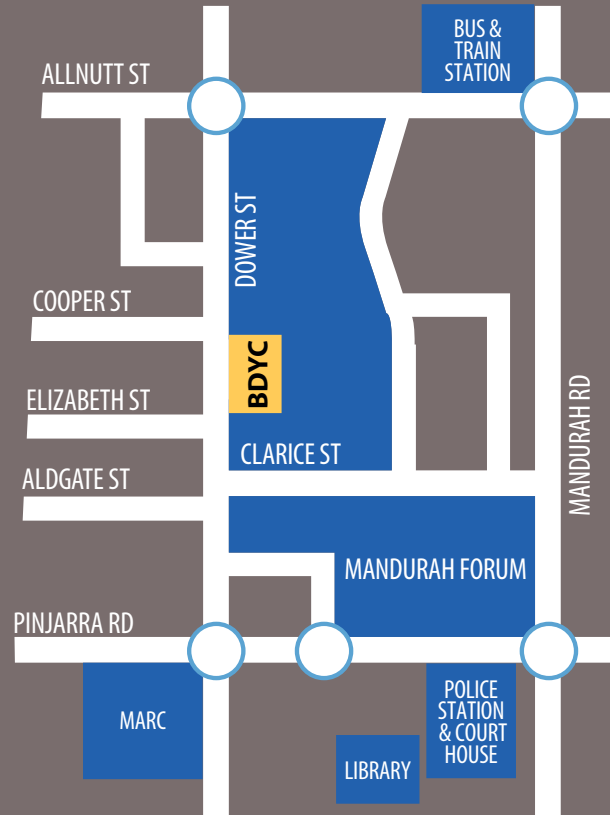 BUS &
TRAIN
STATION
ALLNUTT ST
DOWER ST
COOPER ST
BDYC
ELIZABETH ST
MANDURAH RD
CLARICE ST
ALDGATE ST
MANDURAH FORUM
PINJARRA RD
MARC
POLICE
STATION
& COURT
HOUSE
LIBRARY